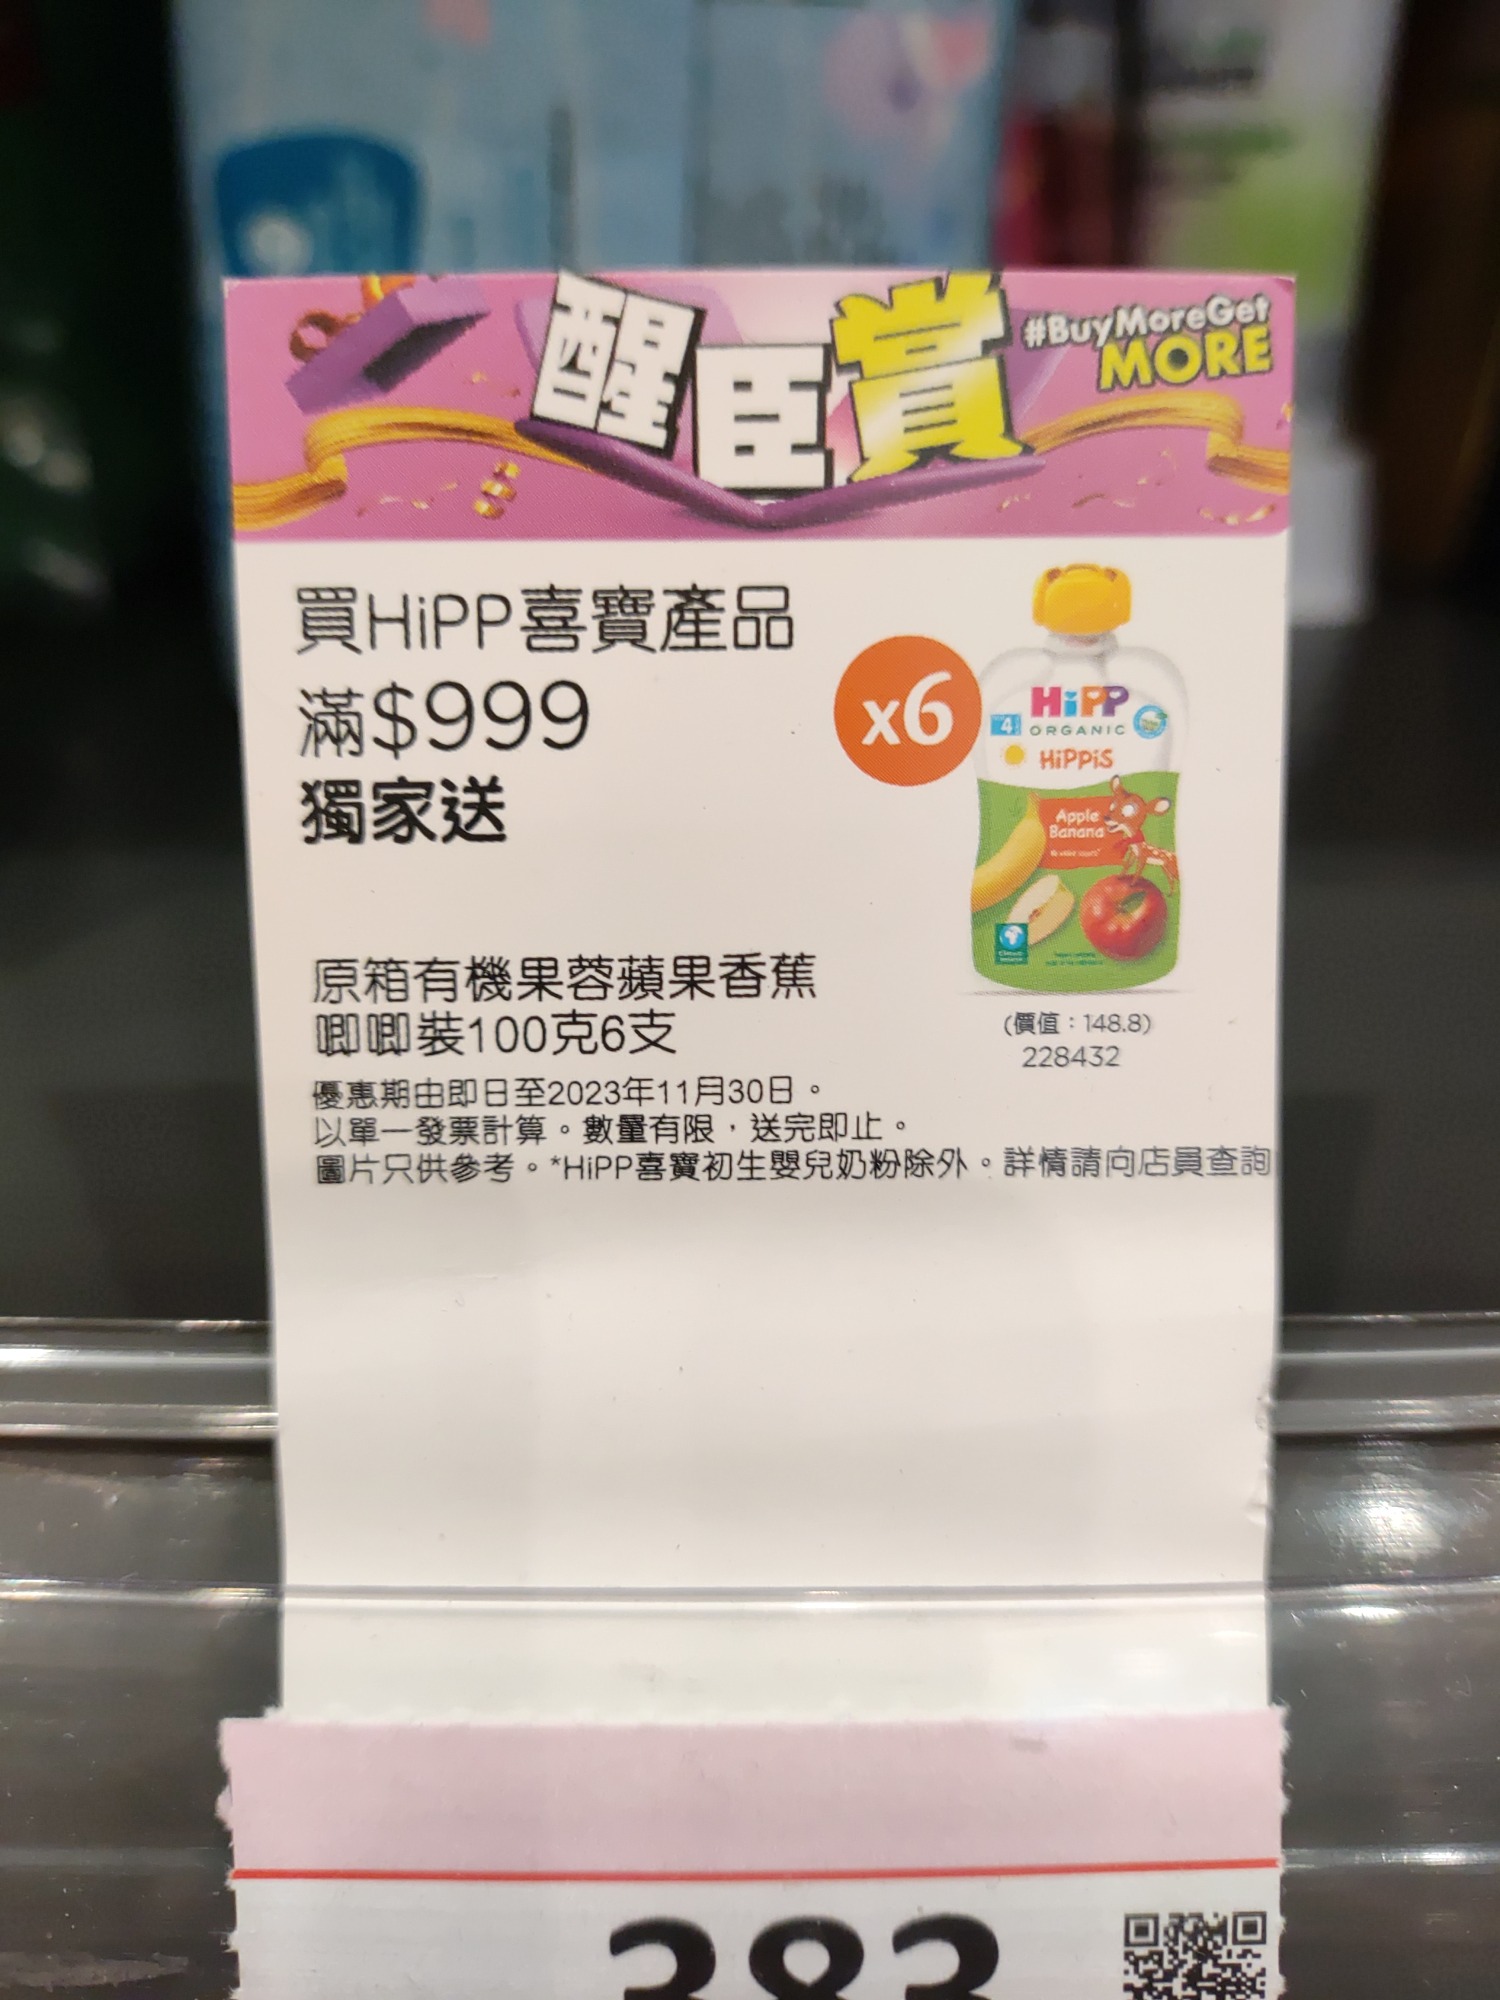 醒臣賞
#BuyMoreGet
MORE
買HiPP喜寶產品
滿$999
獨家送
x6
HiPP
ORGANIC
HiPPiS
4
Apple
Banana
原箱有機果蓉蘋果香蕉
唧唧裝100克6支
(價值：148.8)
228432
優惠期由即日至2023年11月30日。
以單一發票計算。數量有限，送完即止。
圖片只供參考。*HiPP喜寶初生嬰兒奶粉除外。詳情請向店員查詢
383